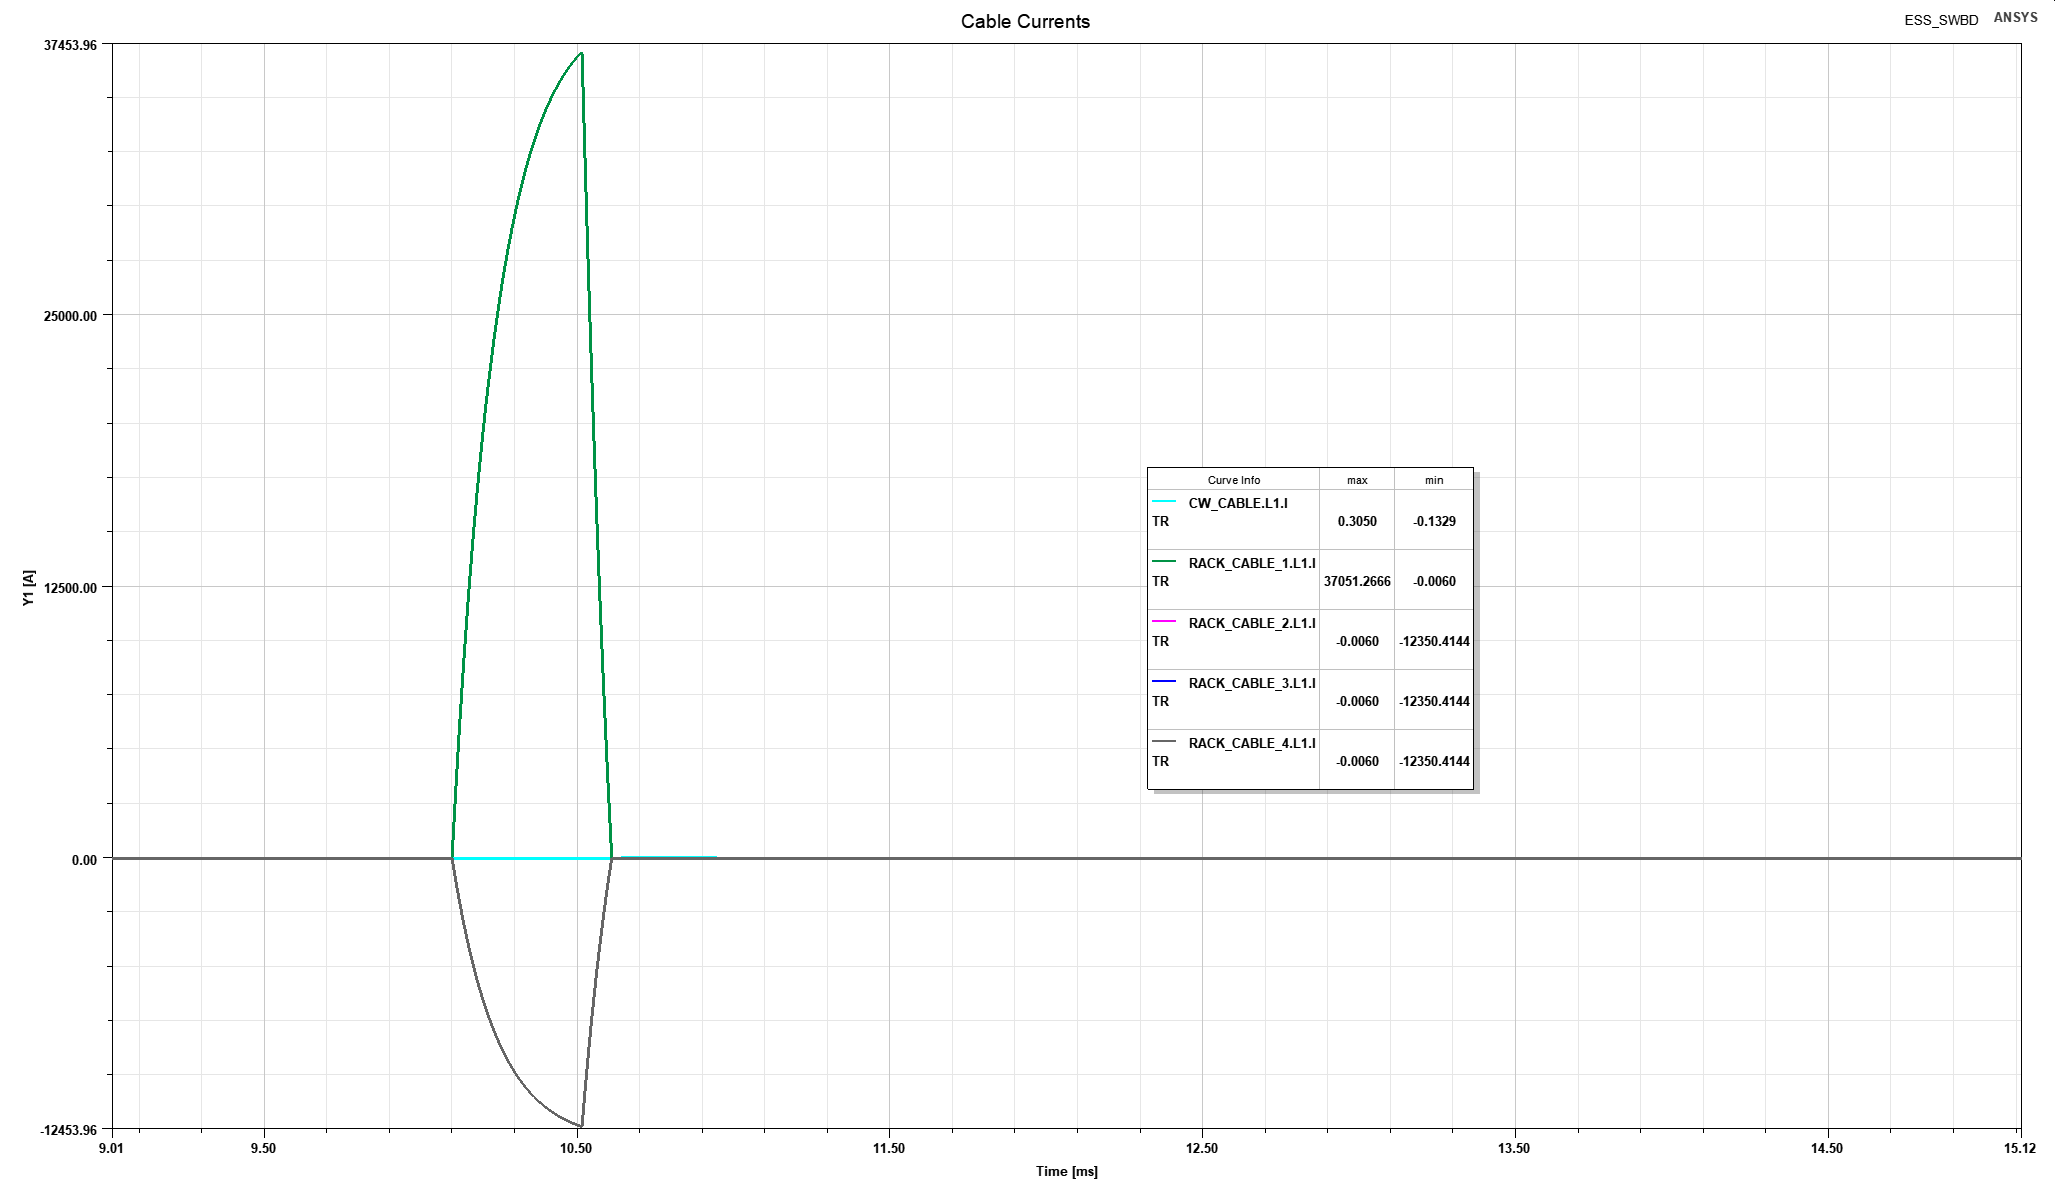 Cable Currents
ESS_SWBD ANSYS
37453.96
25000.00
12500.00
0.00
-12453.96
Y1 [A]
Curve Info max min
CW_CABLE.L1.I
TR 0.3050 -0.1329
RACK_CABLE_1.L1.I
TR 37051.2666 -0.0060
RACK_CABLE_2.L1.I
TR -0.0060 -12350.4144
RACK_CABLE_3.L1.I
TR -0.0060 -12350.4144
RACK_CABLE_4.L1.I
TR -0.0060 -12350.4144
9.01 9.50 10.50 11.50 12.50 13.50 14.50 15.12
Time [ms]